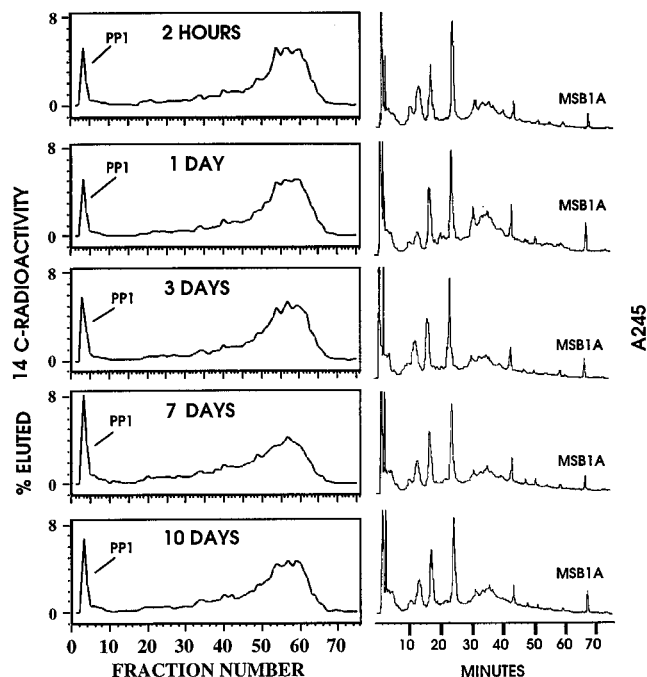 8
0
PP1
2 HOURS
MSB1A
8
0
PP1
1 DAY
MSB1A
8
0
PP1
3 DAYS
MSB1A
8
0
PP1
7 DAYS
MSB1A
8
0
PP1
10 DAYS
MSB1A
0 10 20 30 40 50 60 70
FRACTION NUMBER
10 20 30 40 50 60 70
MINUTES
% ELUTED 14 C-RADIOACTIVITY
A245